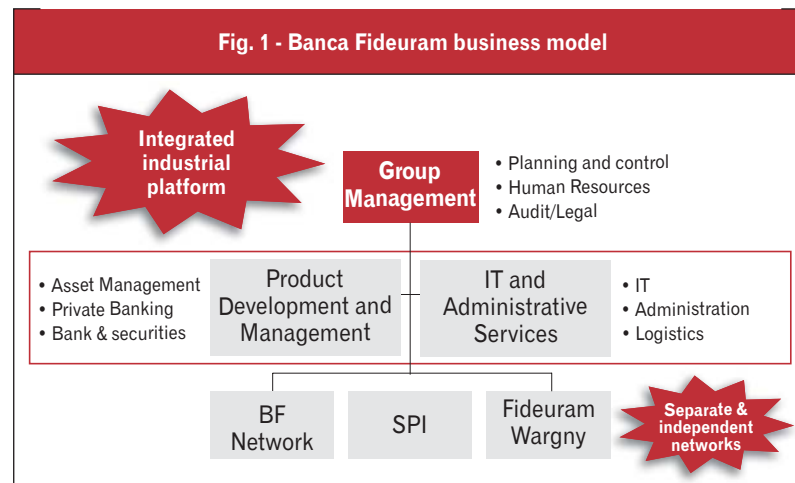 Fig. 1 - Banca Fideuram business model
Integrated
industrial
platform
Group
Management
• Planning and control
• Human Resources
• Audit/Legal
• Asset Management
• Private Banking
• Bank & securities
Product
Development and
Management
IT and
Administrative
Services
• IT
• Administration
• Logistics
BF
Network
SPI
Fideuram
Wargny
Separate &
independent
networks